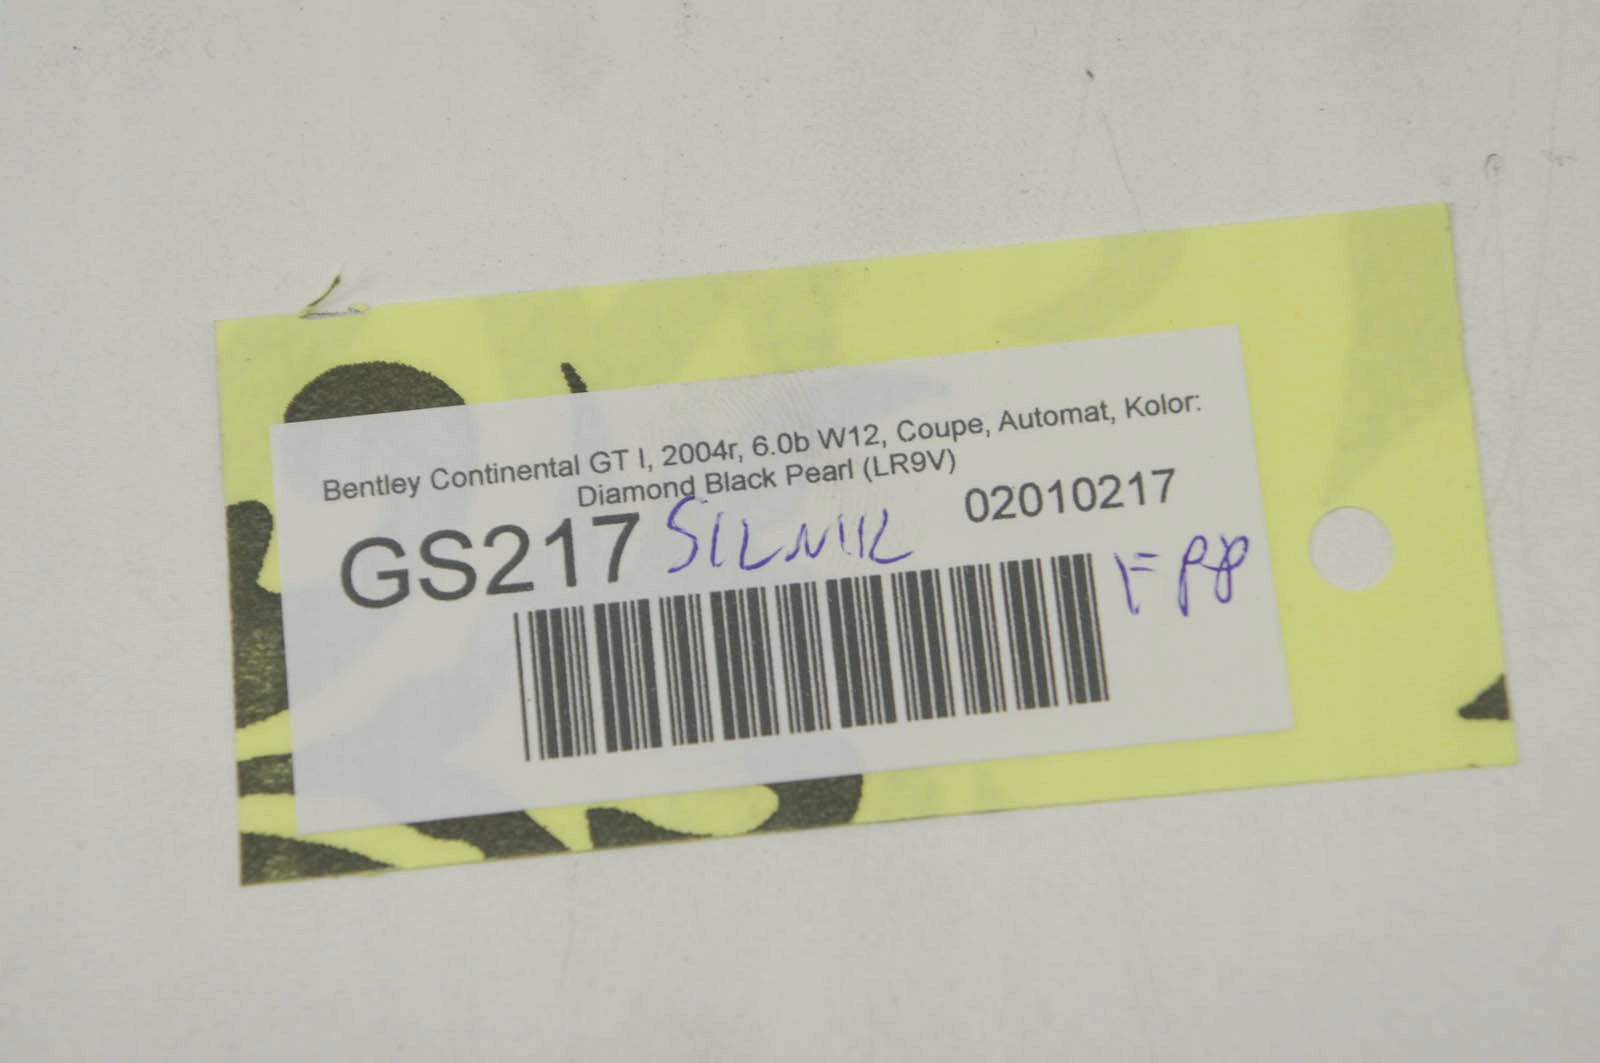 Bentley Continental GT I, 2004r, 6.0b W12, Coupe, Automat, Kolor:
Diamond Black Pearl (LR9V)
GS217 SILNIK 02010217